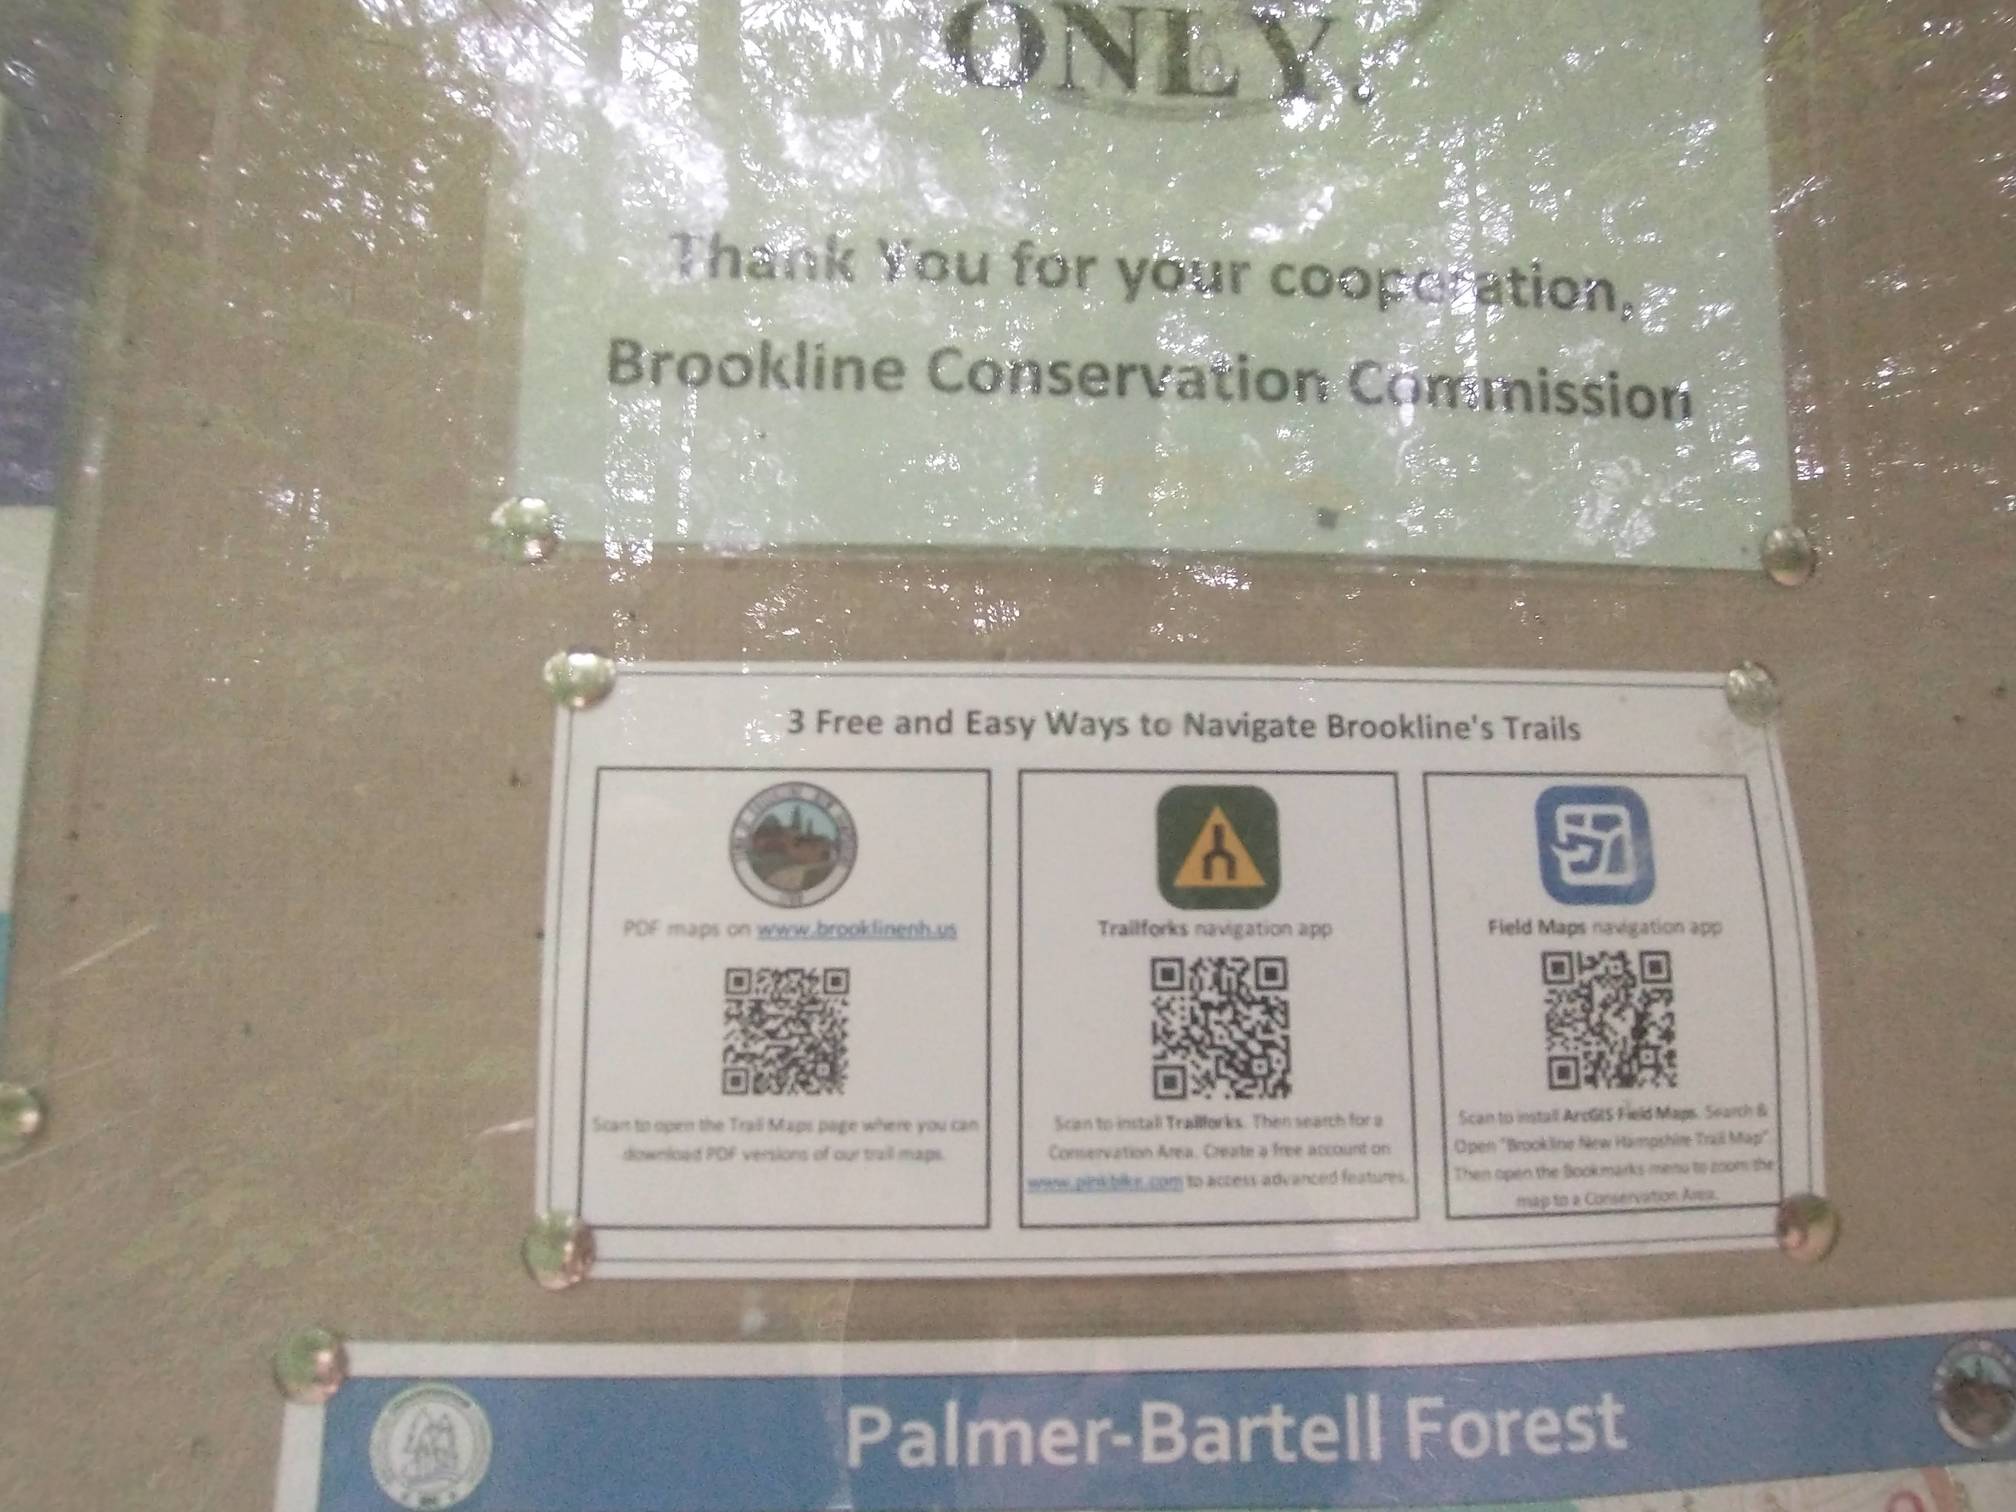 ONLY.
Thank You for your cooperation,
Brookline Conservation Commission
3 Free and Easy Ways to Navigate Brookline's Trails
PDF maps on www.brooklinenh.us
Scan to open the Trail Maps page where you can
download PDF versions of our trail maps.
Trailforks navigation app
Scan to install Trailforks. Then search for a
Conservation Area. Create a free account on
www.pinkbike.com to access advanced features.
Field Maps navigation app
Scan to install ArcGIS Field Maps. Search &
Open "Brookline New Hampshire Trail Map".
Then open the Bookmarks menu to zoom the
map to a Conservation Area.
Palmer-Bartell Forest